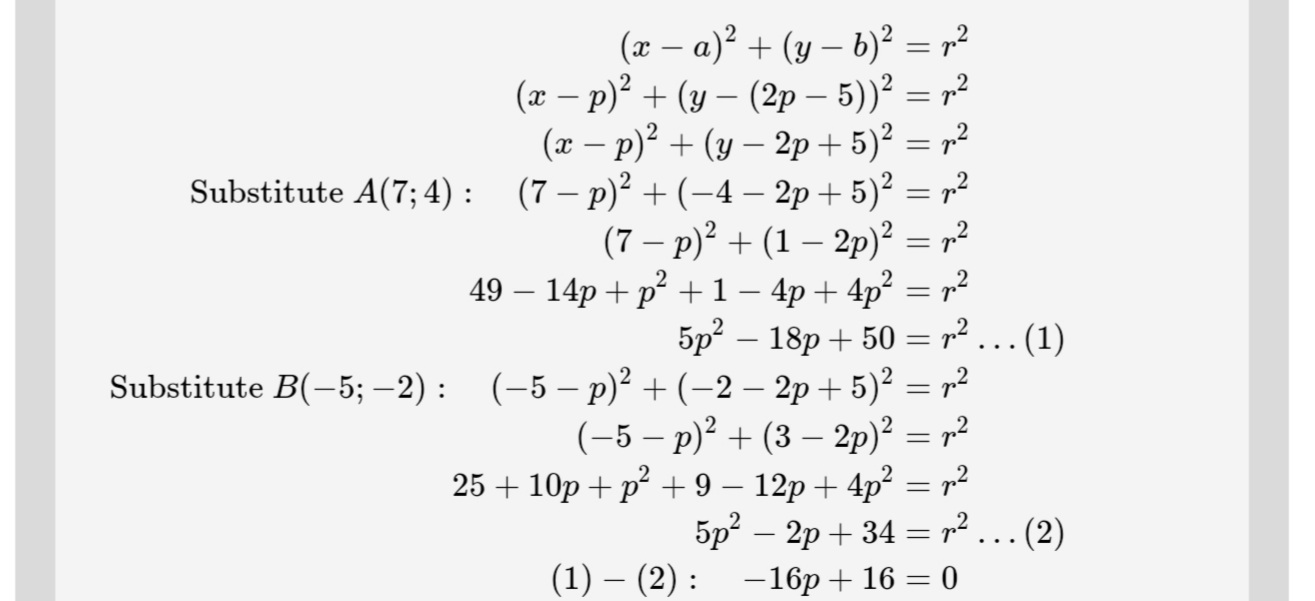 (x − a)² + (y − b)² = r²
(x − p)² + (y − (2p − 5))² = r²
(x − p)² + (y − 2p + 5)² = r²
Substitute A(7; 4) : (7 − p)² + (−4 − 2p + 5)² = r²
(7 − p)² + (1 − 2p)² = r²
49 − 14p + p² + 1 − 4p + 4p² = r²
5p² − 18p + 50 = r² … (1)
Substitute B(−5; −2) : (−5 − p)² + (−2 − 2p + 5)² = r²
(−5 − p)² + (3 − 2p)² = r²
25 + 10p + p² + 9 − 12p + 4p² = r²
5p² − 2p + 34 = r² … (2)
(1) − (2) : −16p + 16 = 0